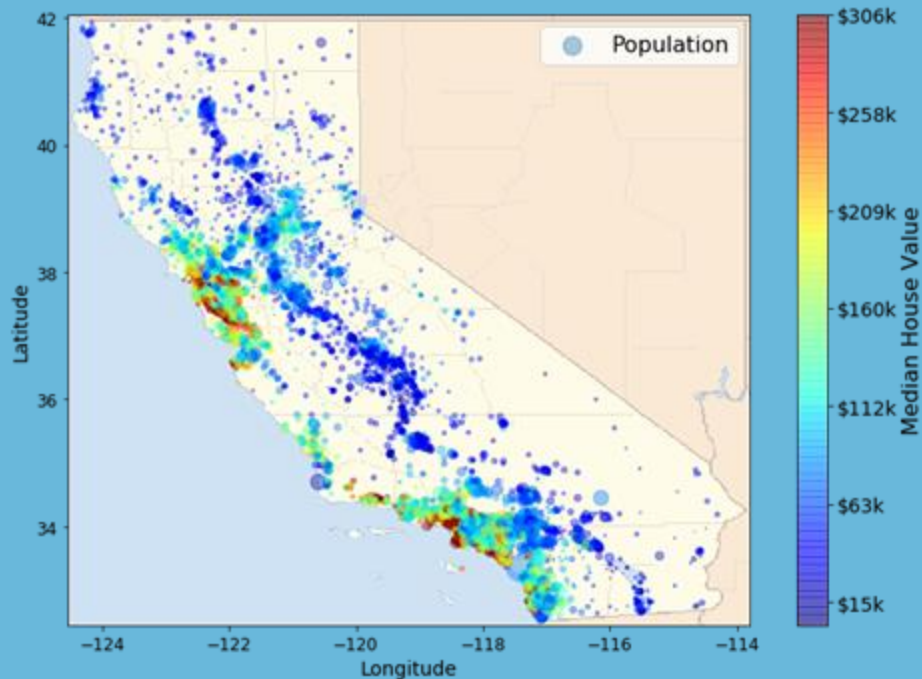 Population
42
40
38
36
34
Latitude
−124
−122
−120
−118
−116
−114
Longitude
$306k
$258k
$209k
$160k
$112k
$63k
$15k
Median House Value